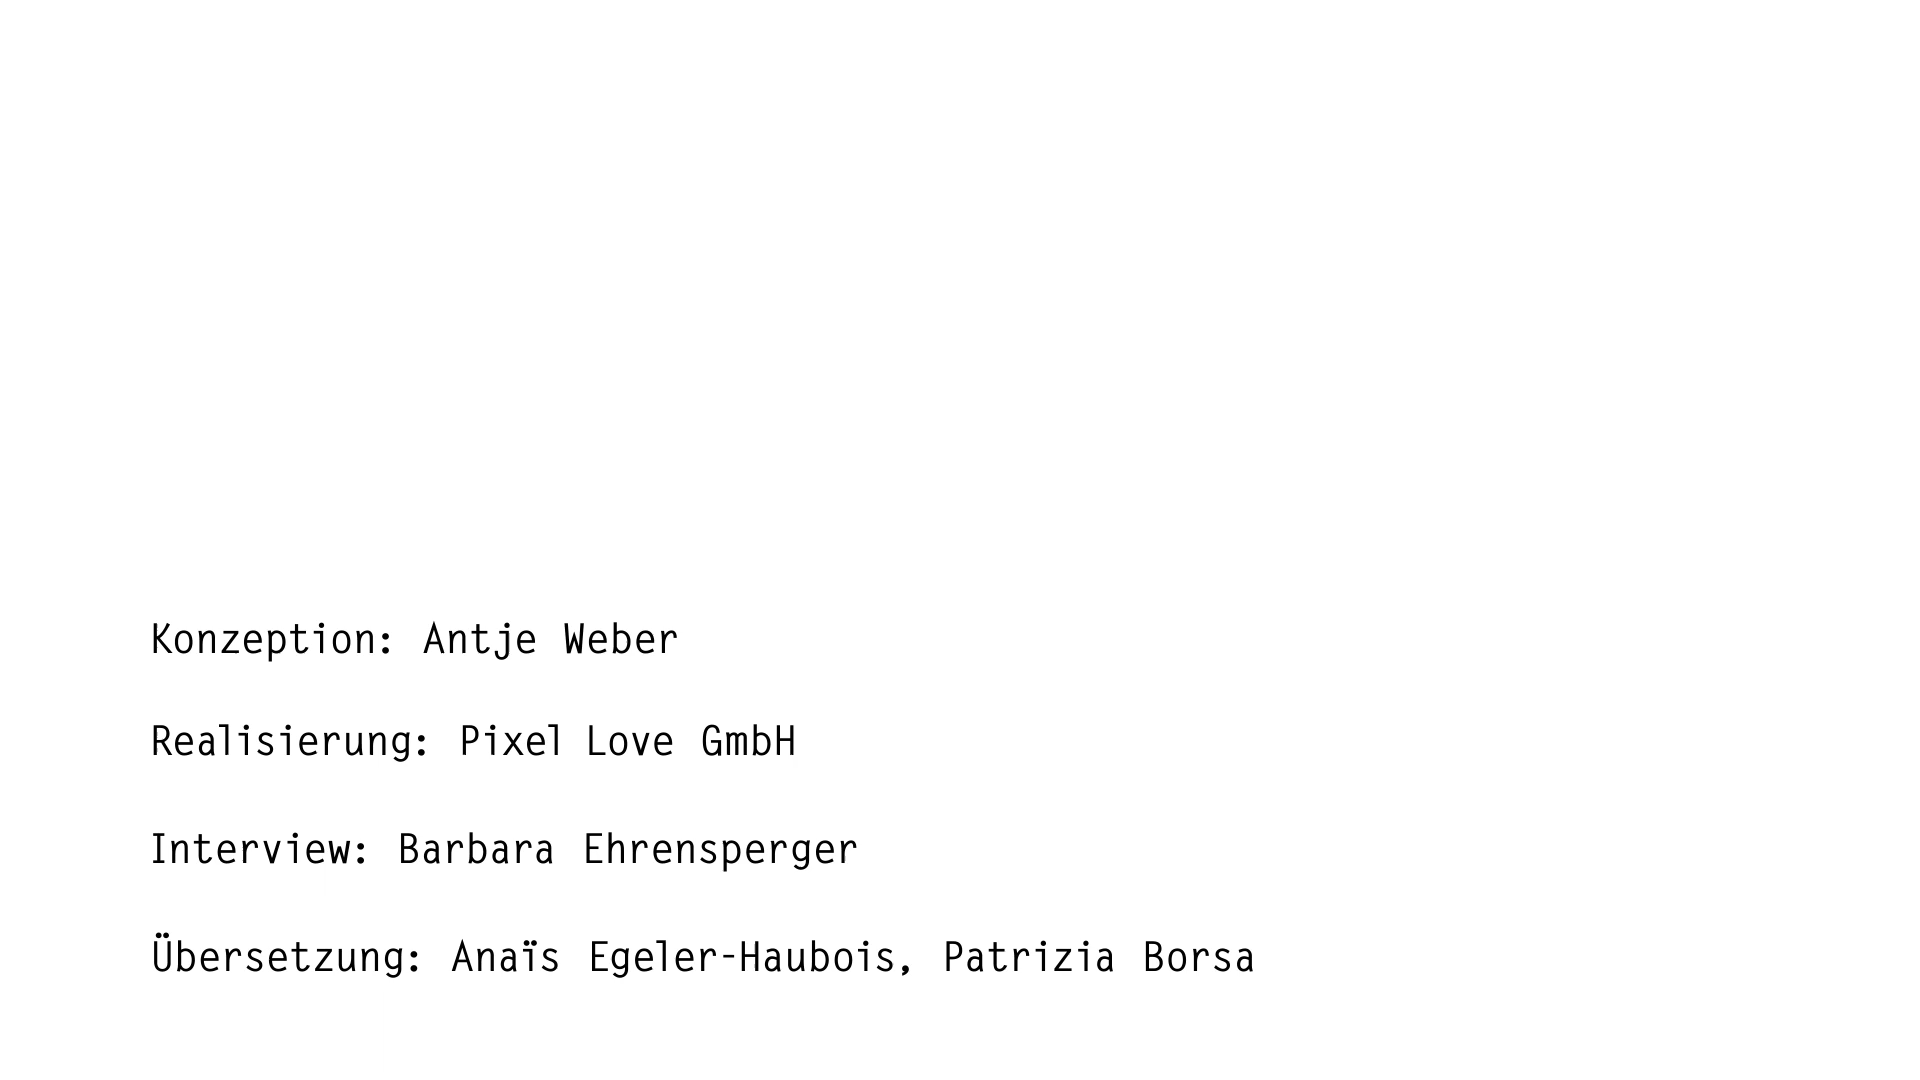 Konzeption: Antje Weber
Realisierung: Pixel Love GmbH
Interview: Barbara Ehrensperger
Übersetzung: Anaïs Egeler-Haubois, Patrizia Borsa